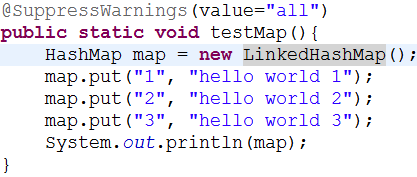 @SuppressWarnings(value="all")
public static void testMap(){
    HashMap map = new LinkedHashMap();
    map.put("1", "hello world 1");
    map.put("2", "hello world 2");
    map.put("3", "hello world 3");
    System.out.println(map);
}